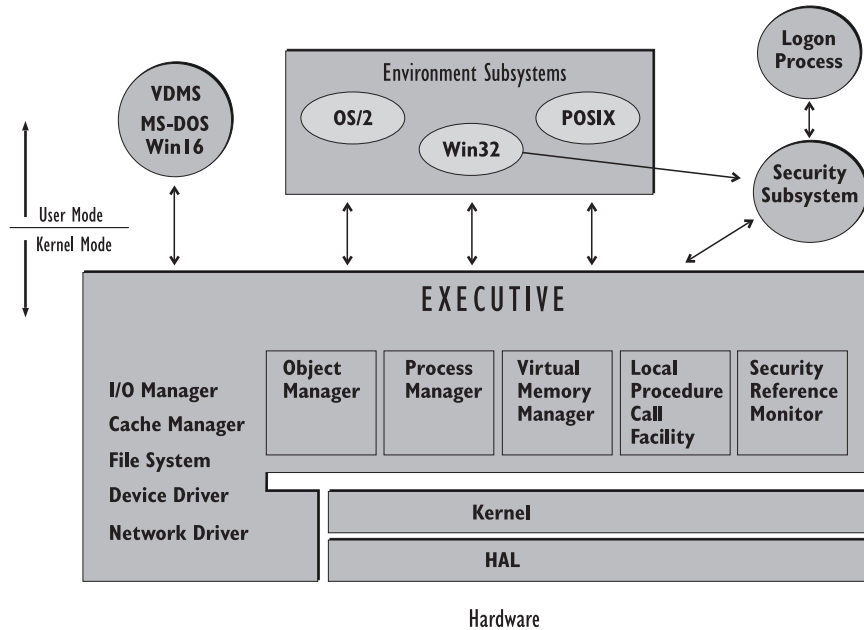 VDMS
MS-DOS
Win16
Environment Subsystems
OS/2
Win32
POSIX
Logon
Process
Security
Subsystem
User Mode
Kernel Mode
EXECUTIVE
I/O Manager
Cache Manager
File System
Device Driver
Network Driver
Object
Manager
Process
Manager
Virtual
Memory
Manager
Local
Procedure
Call
Facility
Security
Reference
Monitor
Kernel
HAL
Hardware